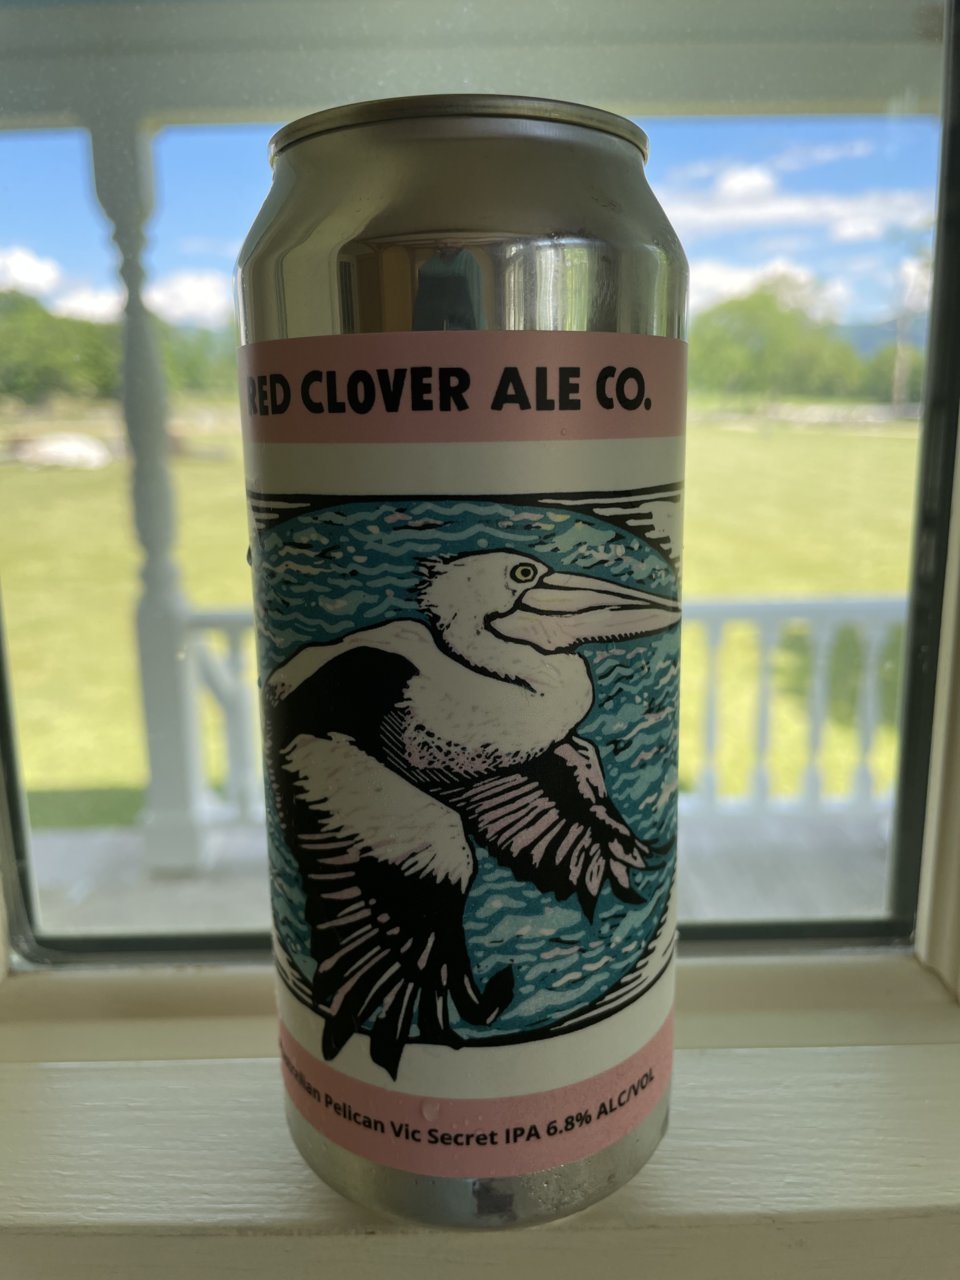 RED CLOVER ALE CO.
Pelican Vic Secret IPA 6.8% ALC/VOL